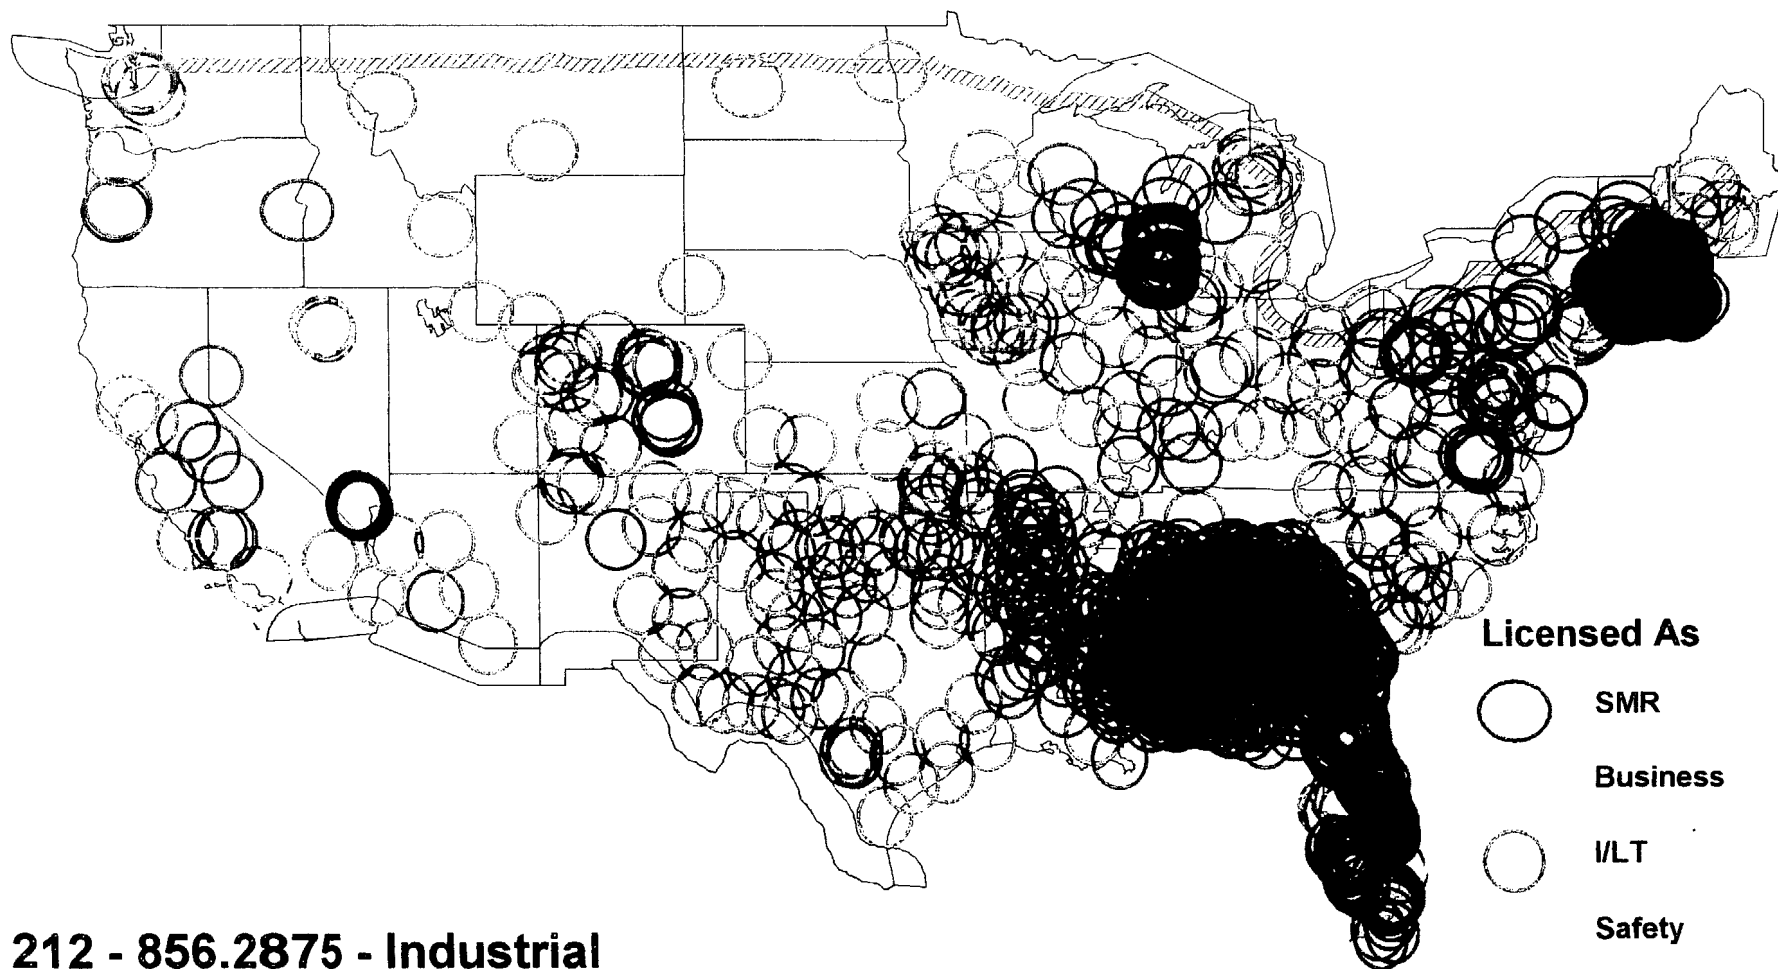 Licensed As
SMR
Business
I/LT
Safety
212 - 856.2875 - Industrial